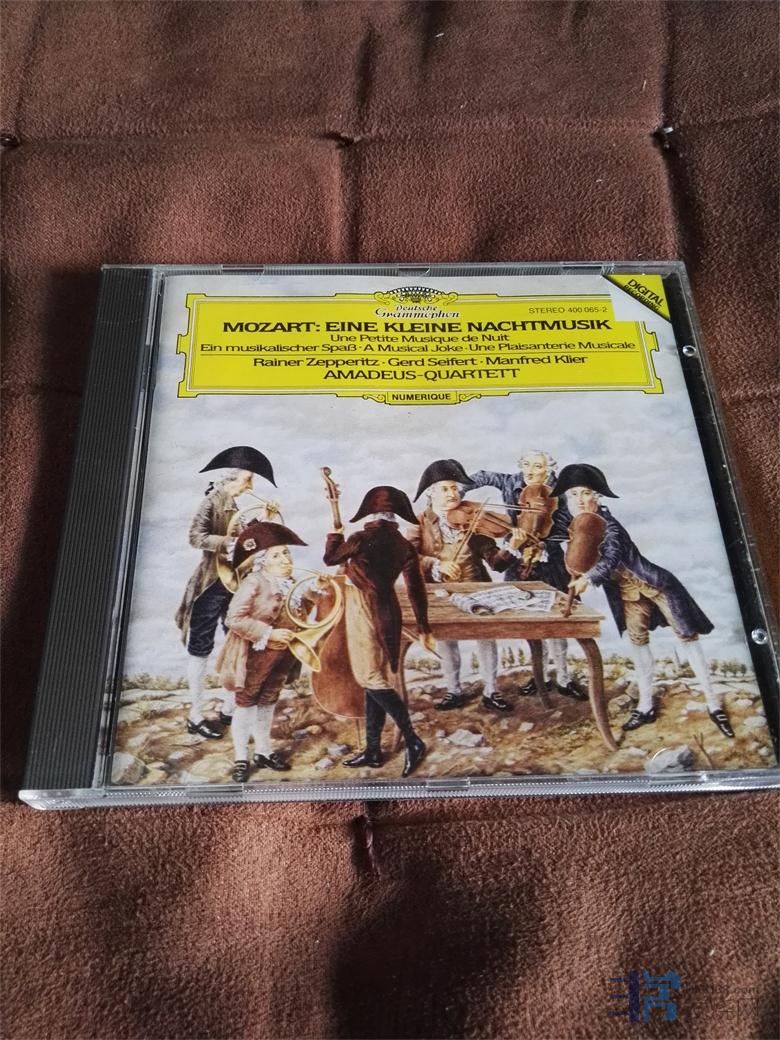 Deutsche
Grammophon
STEREO 400 065-2
DIGITAL
Recording
MOZART: EINE KLEINE NACHTMUSIK
Une Petite Musique de Nuit
Ein musikalischer Spaß · A Musical Joke · Une Plaisanterie Musicale
Rainer Zepperitz · Gerd Seifert · Manfred Klier
AMADEUS-QUARTETT
NUMERIQUE